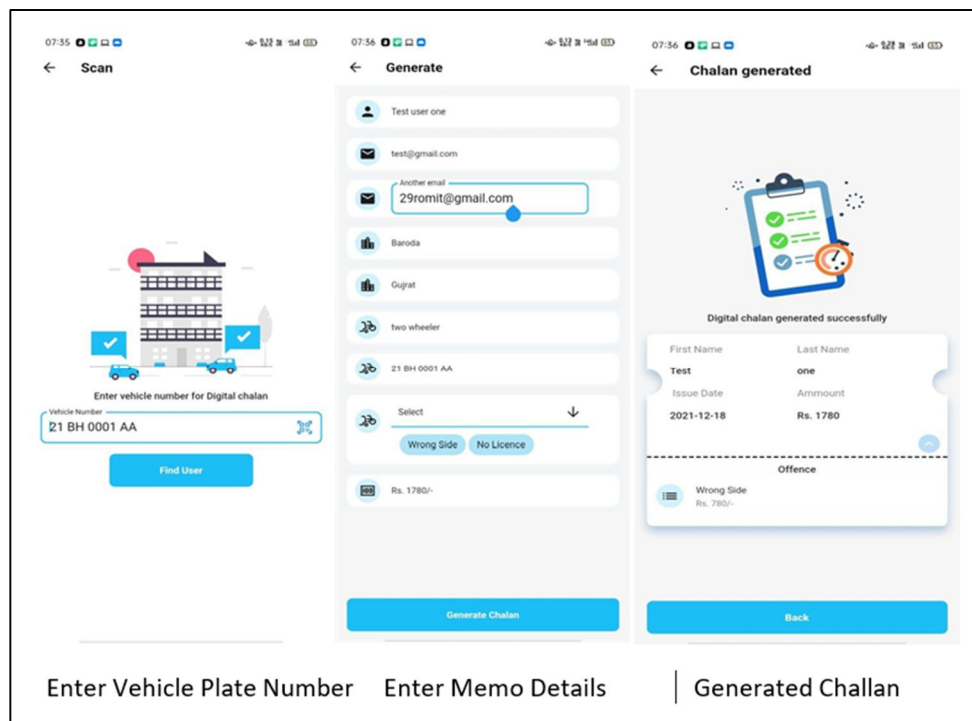 07:35
Scan
Enter vehicle number for Digital chalan
Vehicle Number
21 BH 0001 AA
Find User
07:36
Generate
Test user one
test@gmail.com
Another email
29romit@gmail.com
Baroda
Gujrat
two wheeler
21 BH 0001 AA
Select
Wrong Side No Licence
Rs. 1780/-
Generate Chalan
07:36
Chalan generated
Digital chalan generated successfully
First Name Last Name
Test one
Issue Date Ammount
2021-12-18 Rs. 1780
Offence
Wrong Side
Rs. 780/-
Back
Enter Vehicle Plate Number Enter Memo Details Generated Challan